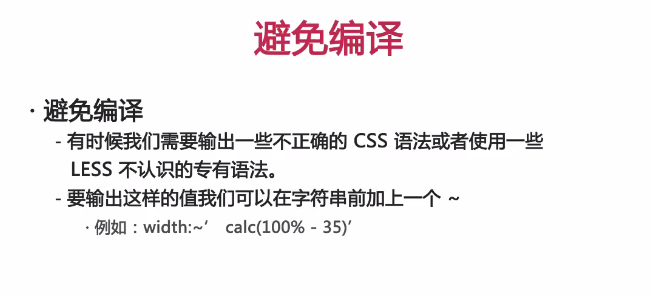 避免编译
· 避免编译
- 有时候我们需要输出一些不正确的 CSS 语法或者使用一些
LESS 不认识的专有语法。
- 要输出这样的值我们可以在字符串前加上一个 ~
· 例如：width:~’ calc(100% - 35)’